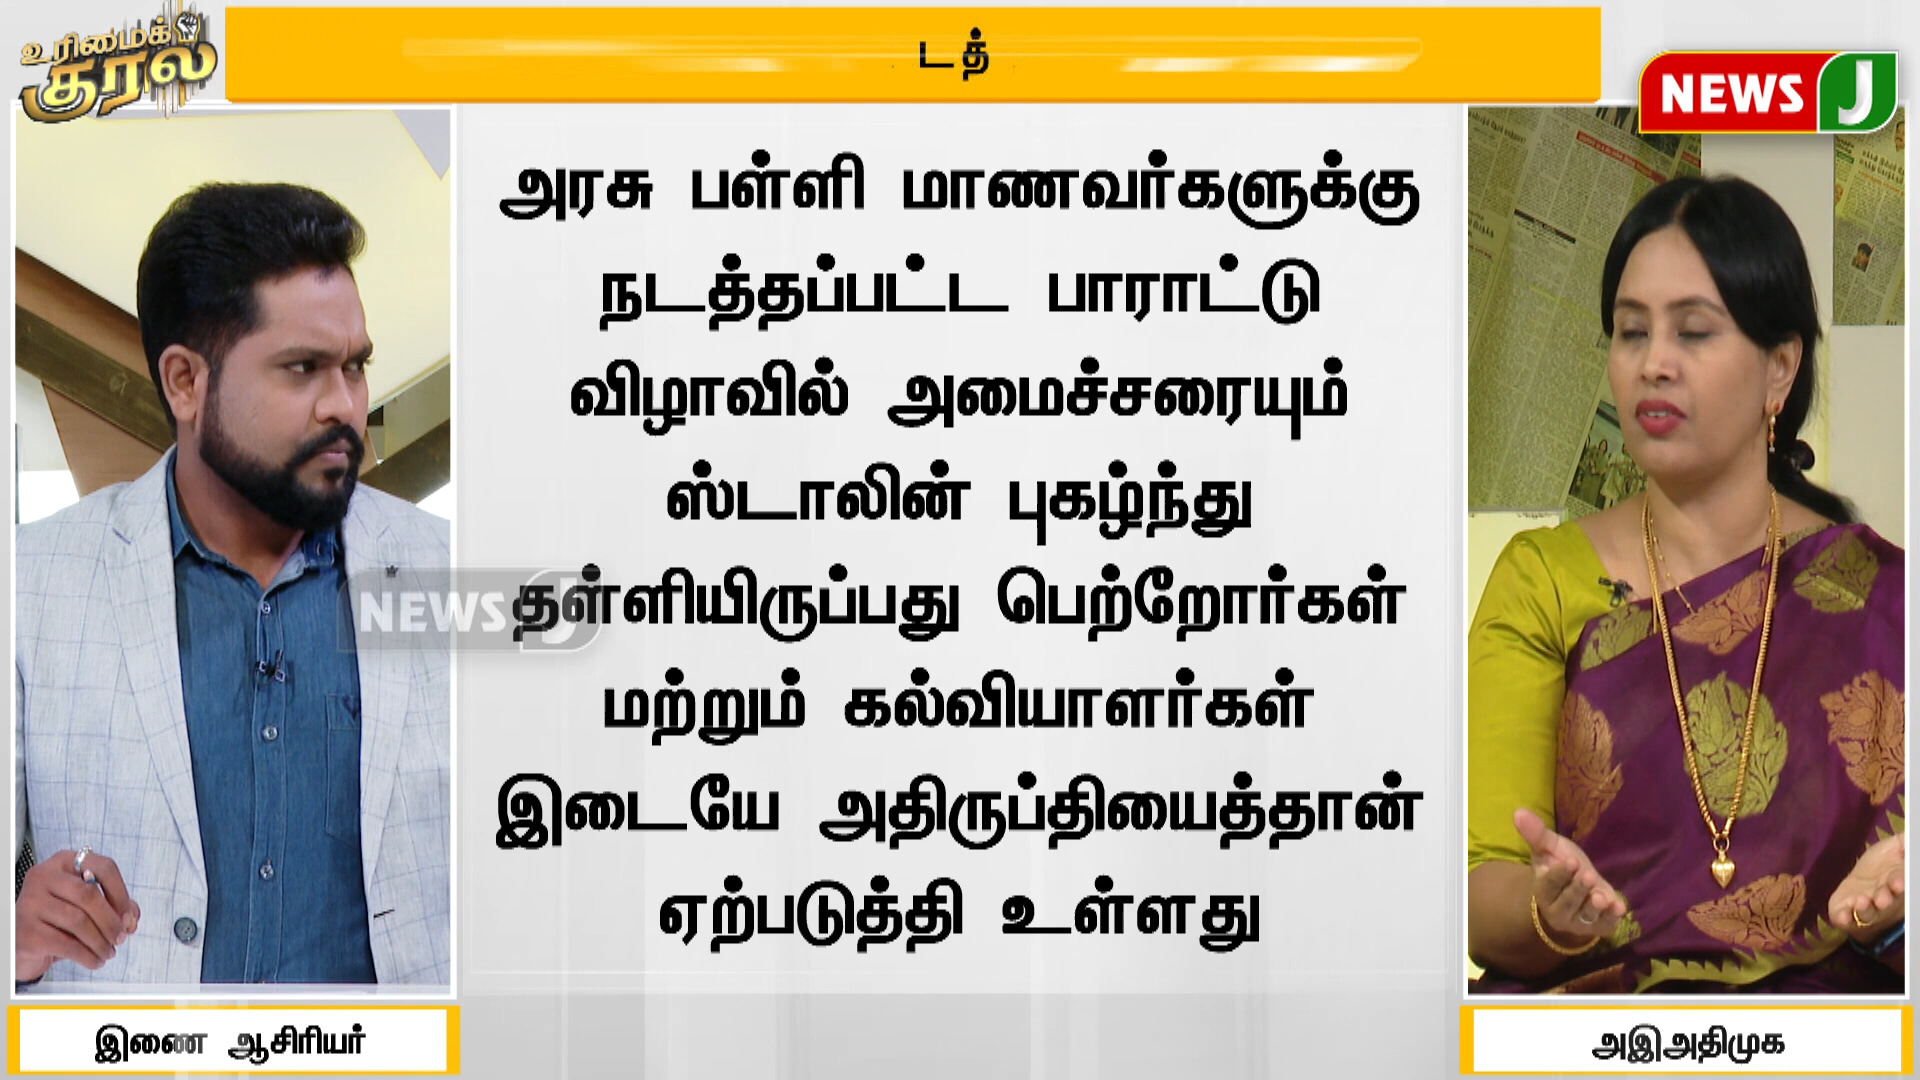 உரிமைக்
குரல்
டத்
NEWS J
அரசு பள்ளி மாணவர்களுக்கு
நடத்தப்பட்ட பாராட்டு
விழாவில் அமைச்சரையும்
ஸ்டாலின் புகழ்ந்து
தள்ளியிருப்பது பெற்றோர்கள்
மற்றும் கல்வியாளர்கள்
இடையே அதிருப்தியைத்தான்
ஏற்படுத்தி உள்ளது
NEWS J
இணை ஆசிரியர்
அஇஅதிமுக